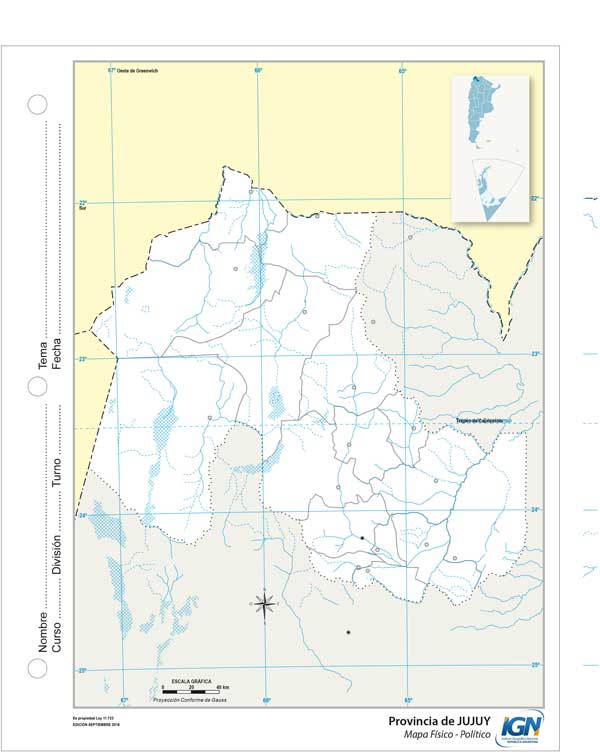 67° Oeste de Greenwich 66° 65°
22° Sur 22°
23° 23°
Trópico de Capricornio
24° 24°
25° 25°
67° 66° 65°
ESCALA GRÁFICA
0 20 40 km
Proyección Conforme de Gauss
Es propiedad Ley 11.723
EDICIÓN SEPTIEMBRE 2016
Provincia de JUJUY
Mapa Físico - Político
IGN
Nombre Tema
Curso División Turno Fecha